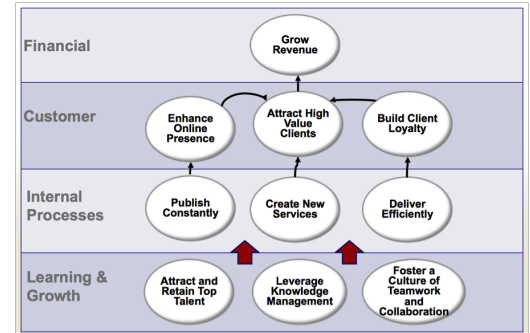 Financial
Grow
Revenue
Customer
Enhance
Online
Presence
Attract High
Value
Clients
Build Client
Loyalty
Internal
Processes
Publish
Constantly
Create New
Services
Deliver
Efficiently
Learning &
Growth
Attract and
Retain Top
Talent
Leverage
Knowledge
Management
Foster a
Culture of
Teamwork
and
Collaboration